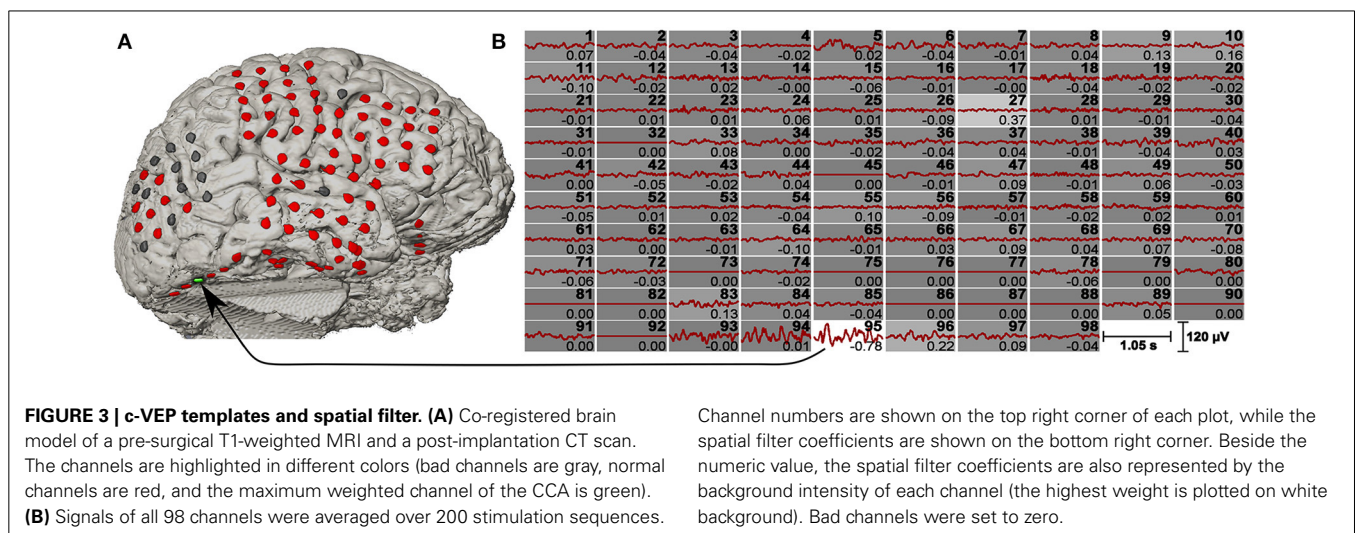 A
B
1 2 3 4 5 6 7 8 9 10
0.07 -0.04 -0.04 -0.02 0.02 -0.04 -0.01 0.04 0.13 0.16
11 12 13 14 15 16 17 18 19 20
-0.10 -0.02 0.02 -0.00 -0.06 -0.01 -0.00 -0.04 -0.02 -0.02
21 22 23 24 25 26 27 28 29 30
-0.01 0.01 0.01 0.06 0.01 -0.09 0.37 0.01 -0.01 -0.04
31 32 33 34 35 36 37 38 39 40
-0.01 0.00 0.08 0.00 -0.02 -0.04 0.04 -0.01 -0.04 0.03
41 42 43 44 45 46 47 48 49 50
0.00 -0.05 -0.02 0.04 0.00 -0.01 0.09 -0.01 0.06 -0.03
51 52 53 54 55 56 57 58 59 60
-0.05 0.01 0.02 -0.04 0.10 -0.09 -0.01 -0.02 0.02 0.01
61 62 63 64 65 66 67 68 69 70
0.03 0.00 -0.01 -0.10 -0.01 0.03 0.09 0.04 0.07 -0.08
71 72 73 74 75 76 77 78 79 80
-0.06 -0.03 0.00 -0.02 0.00 0.00 0.00 -0.06 0.00 0.00
81 82 83 84 85 86 87 88 89 90
0.00 0.00 0.13 0.04 -0.04 0.00 0.00 0.00 0.05 0.00
91 92 93 94 95 96 97 98
0.00 0.00 -0.00 0.01 -0.78 0.22 0.09 -0.04
1.05 s
120 µV
FIGURE 3 | c-VEP templates and spatial filter. (A) Co-registered brain
model of a pre-surgical T1-weighted MRI and a post-implantation CT scan.
The channels are highlighted in different colors (bad channels are gray, normal
channels are red, and the maximum weighted channel of the CCA is green).
(B) Signals of all 98 channels were averaged over 200 stimulation sequences.
Channel numbers are shown on the top right corner of each plot, while the
spatial filter coefficients are shown on the bottom right corner. Beside the
numeric value, the spatial filter coefficients are also represented by the
background intensity of each channel (the highest weight is plotted on white
background). Bad channels were set to zero.